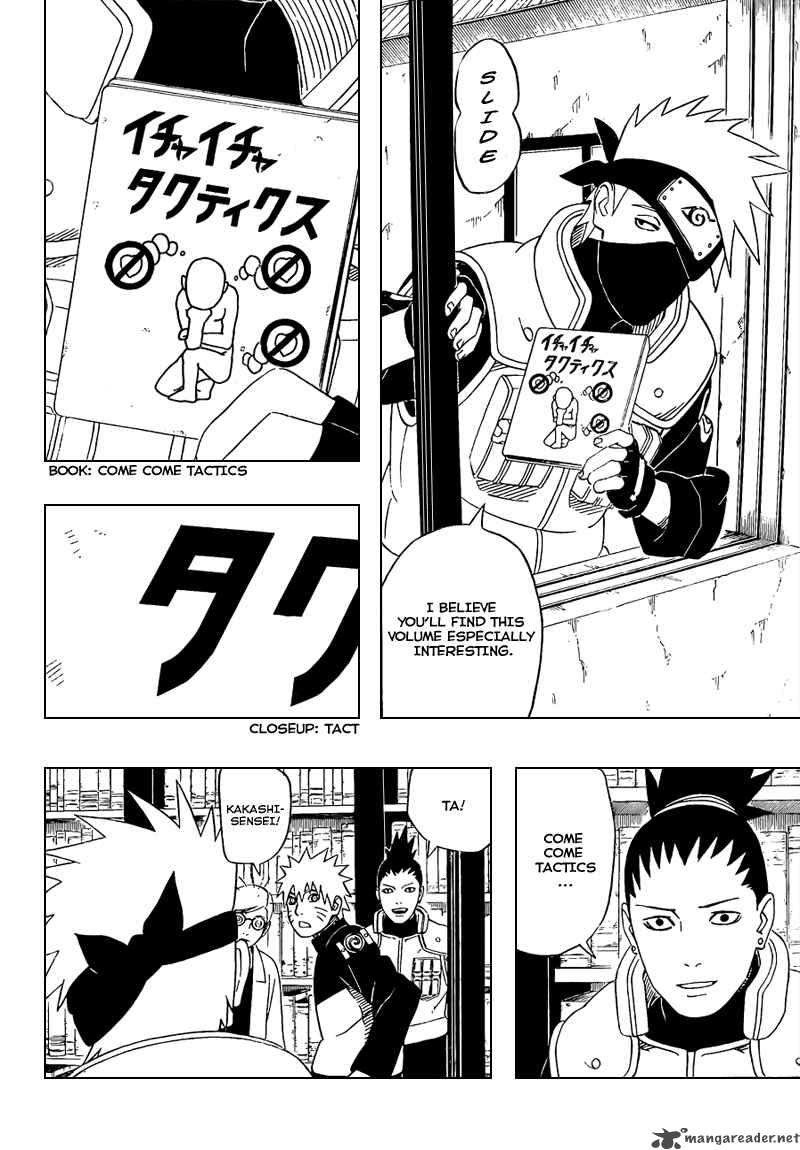 SLIDE
イチャイチャ
タクティクス
I BELIEVE
YOU'LL FIND THIS
VOLUME ESPECIALLY
INTERESTING.
イチャイチャ
タクティクス
BOOK: COME COME TACTICS
タク
CLOSEUP: TACT
COME
COME
TACTICS
...
TA!
KAKASHI-
SENSEI!
mangareader.net